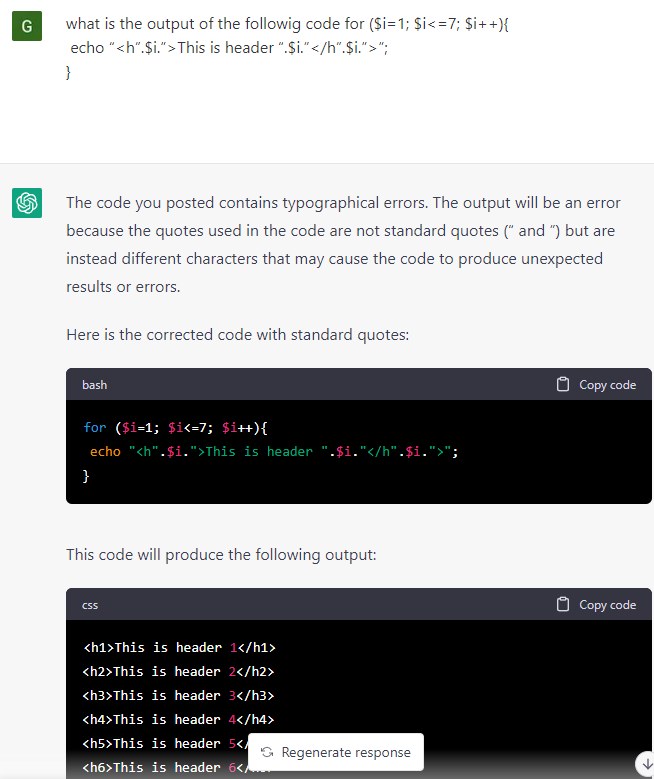 G
what is the output of the followig code for ($i=1; $i<=7; $i++){
echo “<h”.$i.”>This is header “.$i.”</h”.$i.”>”;
}
The code you posted contains typographical errors. The output will be an error
because the quotes used in the code are not standard quotes (“ and ”) but are
instead different characters that may cause the code to produce unexpected
results or errors.
Here is the corrected code with standard quotes:
bash
Copy code
for ($i=1; $i<=7; $i++){
echo "<h".$i.">This is header ".$i."</h".$i.">";
}
This code will produce the following output:
css
Copy code
<h1>This is header 1</h1>
<h2>This is header 2</h2>
<h3>This is header 3</h3>
<h4>This is header 4</h4>
<h5>This is header 5</
Regenerate response
<h6>This is header 6</